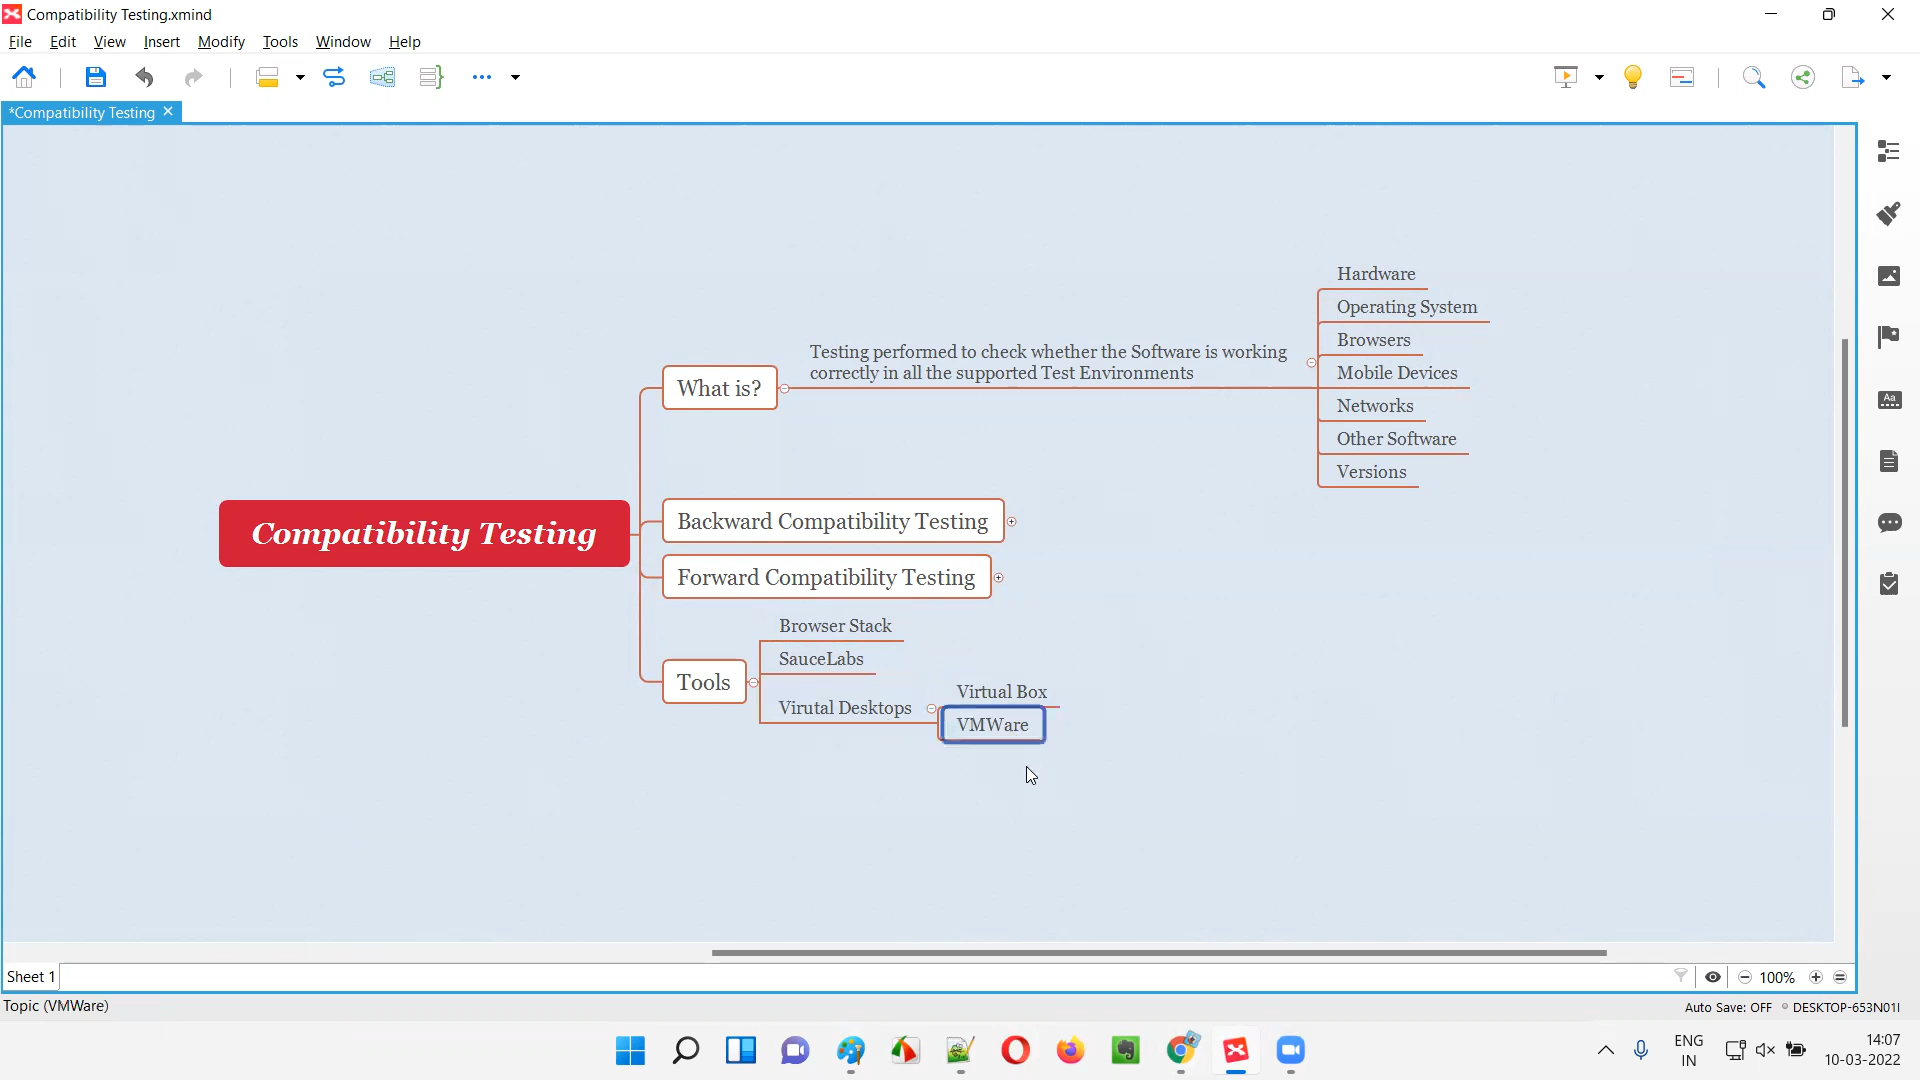 Compatibility Testing.xmind
File Edit View Insert Modify Tools Window Help
*Compatibility Testing
Hardware
Operating System
Browsers
Mobile Devices
Networks
Other Software
Versions
Testing performed to check whether the Software is working
correctly in all the supported Test Environments
What is?
Compatibility Testing
Backward Compatibility Testing
Forward Compatibility Testing
Tools
Browser Stack
SauceLabs
Virutal Desktops
Virtual Box
VMWare
Aa
Sheet 1
100%
Topic (VMWare)
Auto Save: OFF
DESKTOP-653N01I
ENG
IN
14:07
10-03-2022